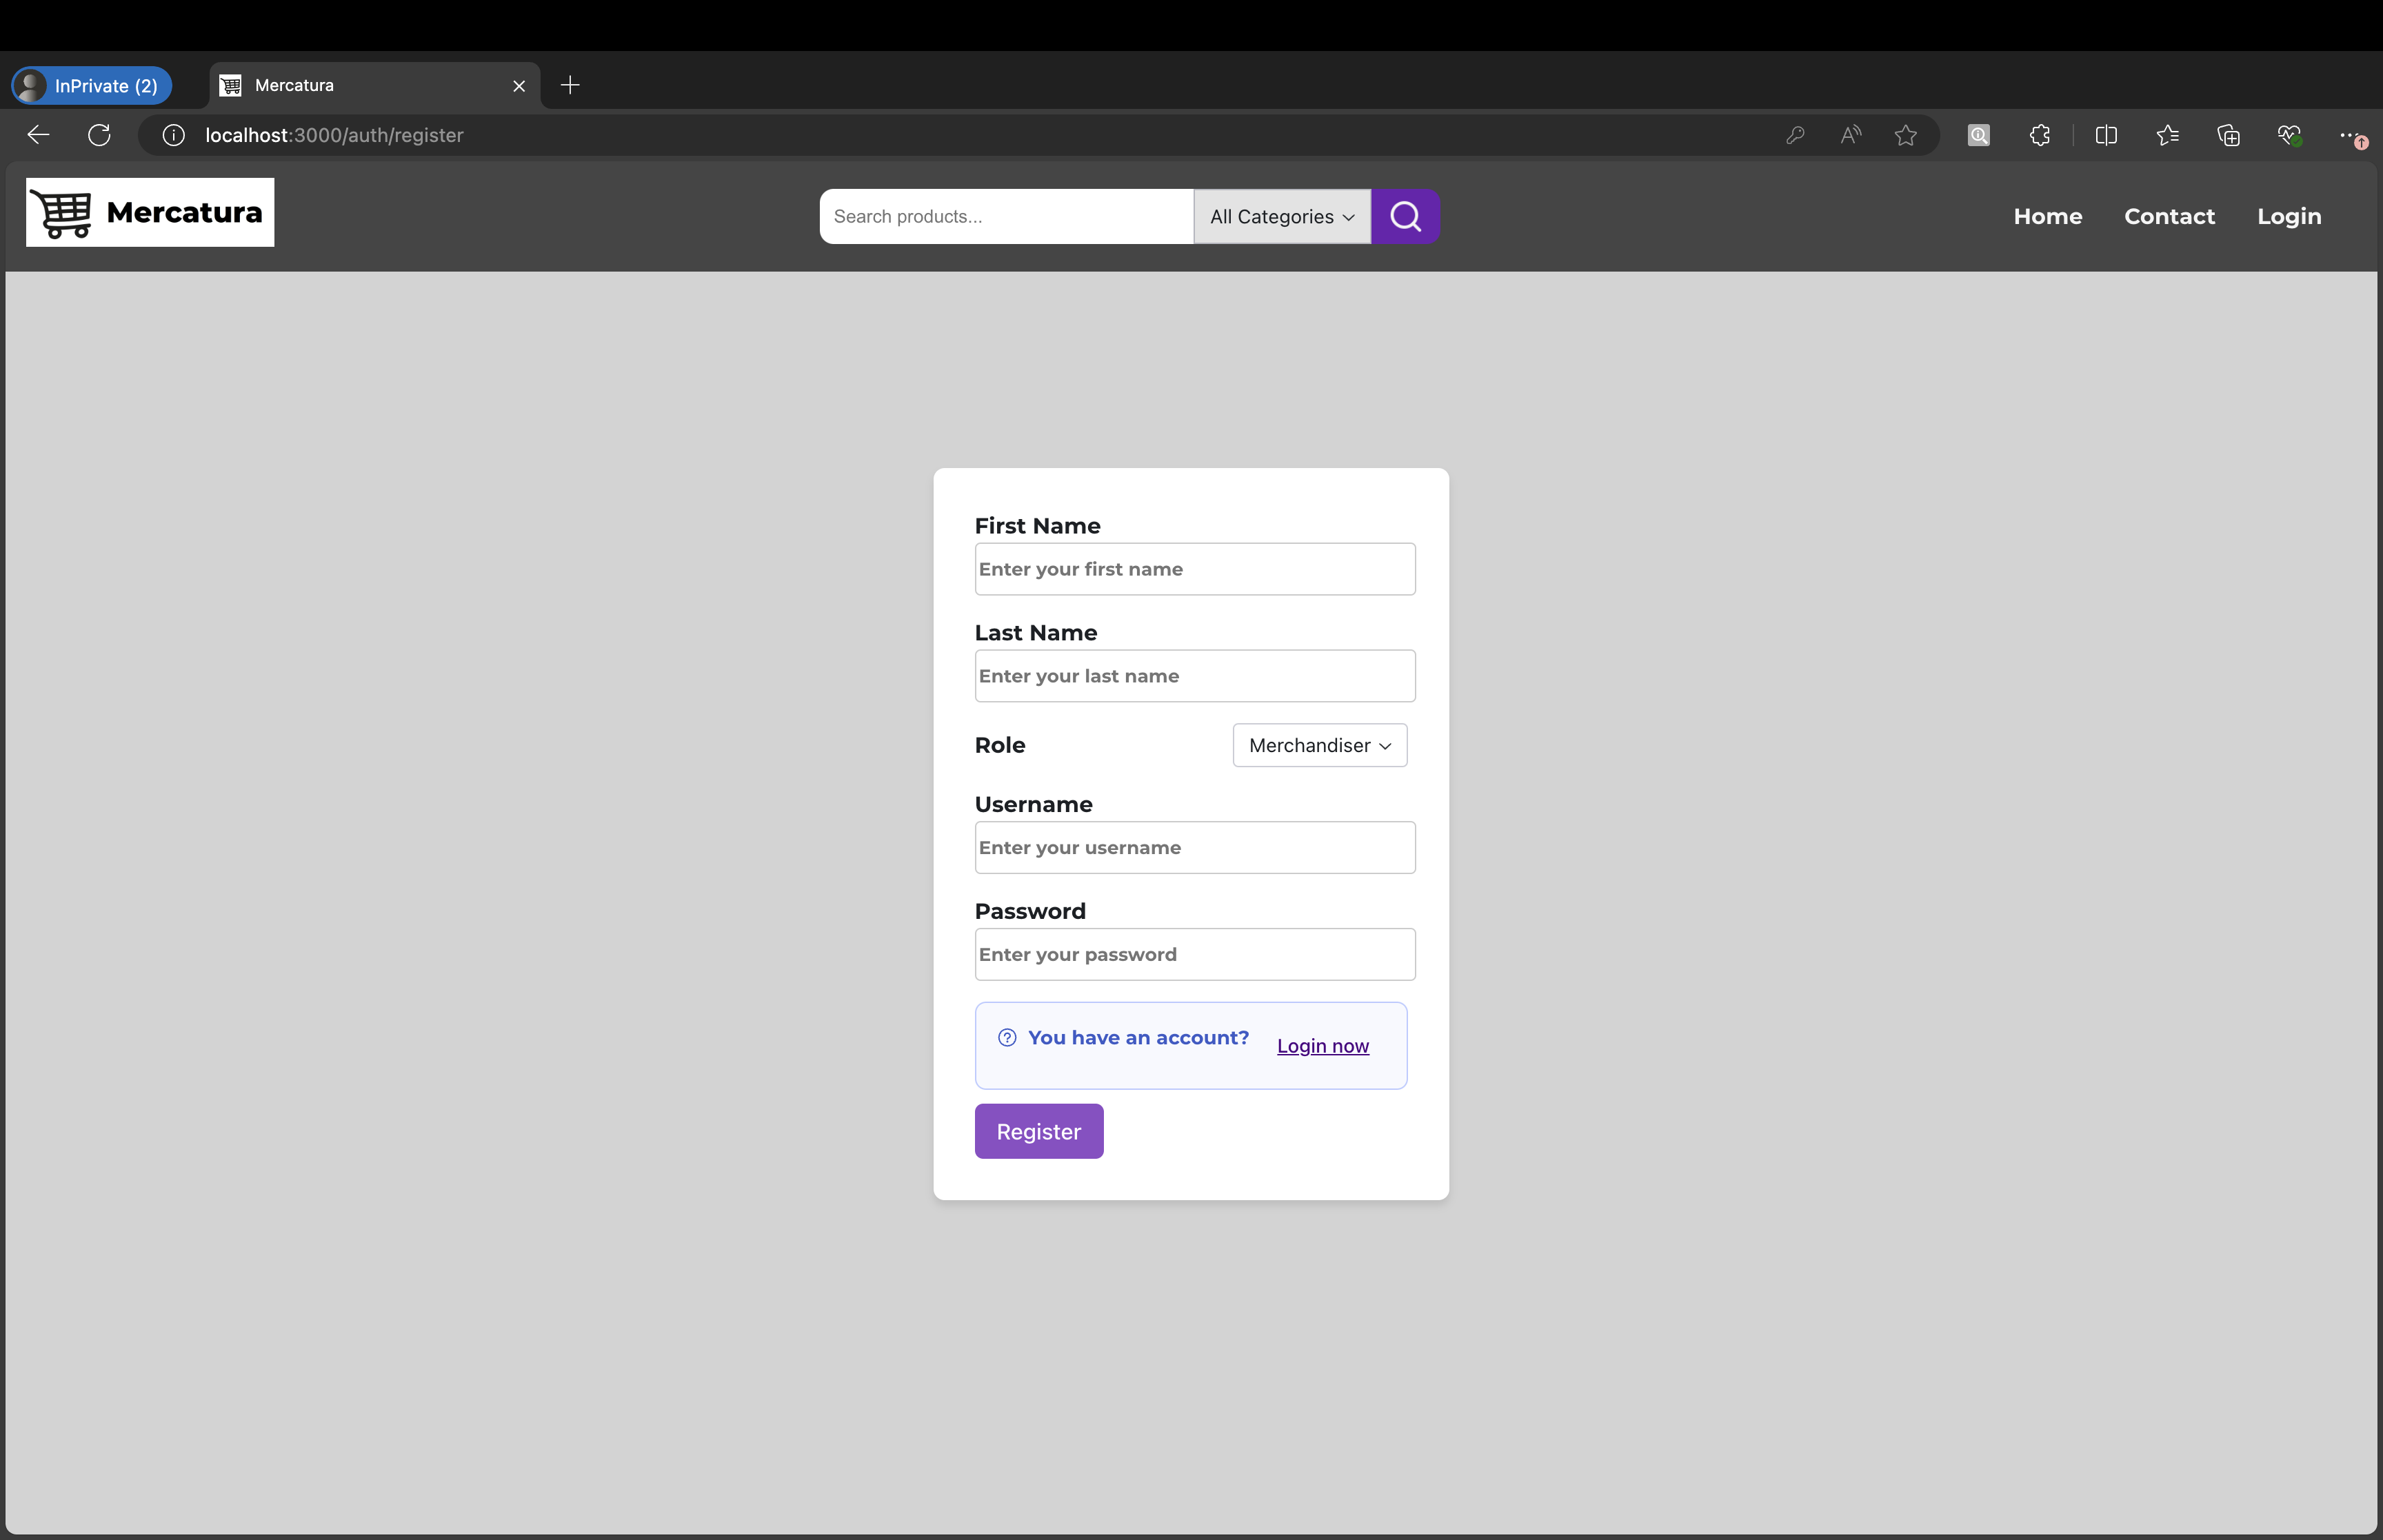 InPrivate (2)
Mercatura
localhost:3000/auth/register
Mercatura
Search products...
All Categories
Home
Contact
Login
First Name
Enter your first name
Last Name
Enter your last name
Role
Merchandiser
Username
Enter your username
Password
Enter your password
You have an account?
Login now
Register